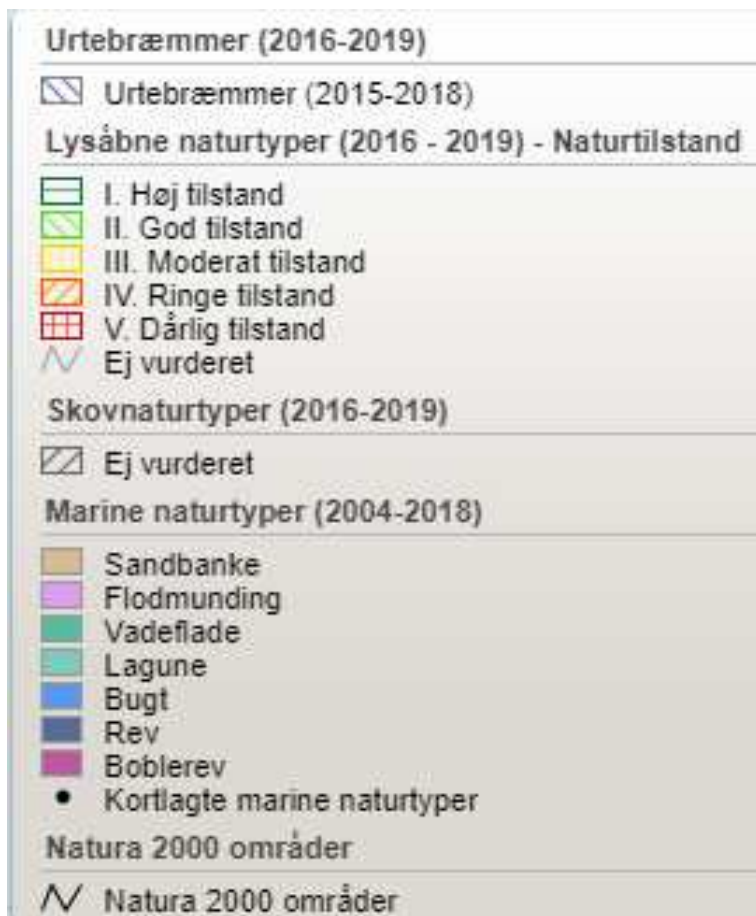 Urtebræmmer (2016-2019)
Urtebræmmer (2015-2018)
Lysåbne naturtyper (2016 - 2019) - Naturtilstand
I. Høj tilstand
II. God tilstand
III. Moderat tilstand
IV. Ringe tilstand
V. Dårlig tilstand
Ej vurderet
Skovnaturtyper (2016-2019)
Ej vurderet
Marine naturtyper (2004-2018)
Sandbanke
Flodmunding
Vadeflade
Lagune
Bugt
Rev
Boblerev
Kortlagte marine naturtyper
Natura 2000 områder
Natura 2000 områder